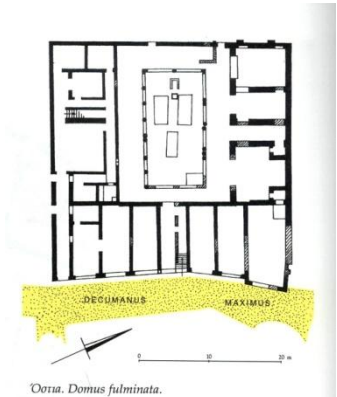 DECUMANUS MAXIMUS
0 10 20 m
Όστια. Domus fulminata.